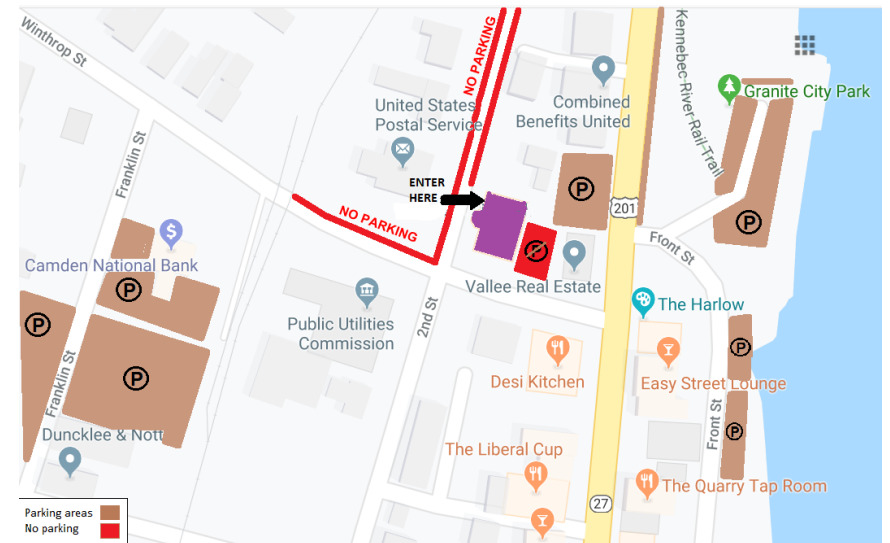 Winthrop St
NO PARKING
Kennebec-River-Rail-Trail
United States
Postal Service
Combined
Benefits United
Granite City Park
Franklin St
ENTER
HERE
P
201
P
NO PARKING
P
Front St
$
Camden National Bank
Vallee Real Estate
P
P
The Harlow
Public Utilities
Commission
2nd St
P
P
Desi Kitchen
Easy Street Lounge
Franklin St
Front St
P
Duncklee & Nott
The Liberal Cup
The Quarry Tap Room
27
Parking areas
No parking